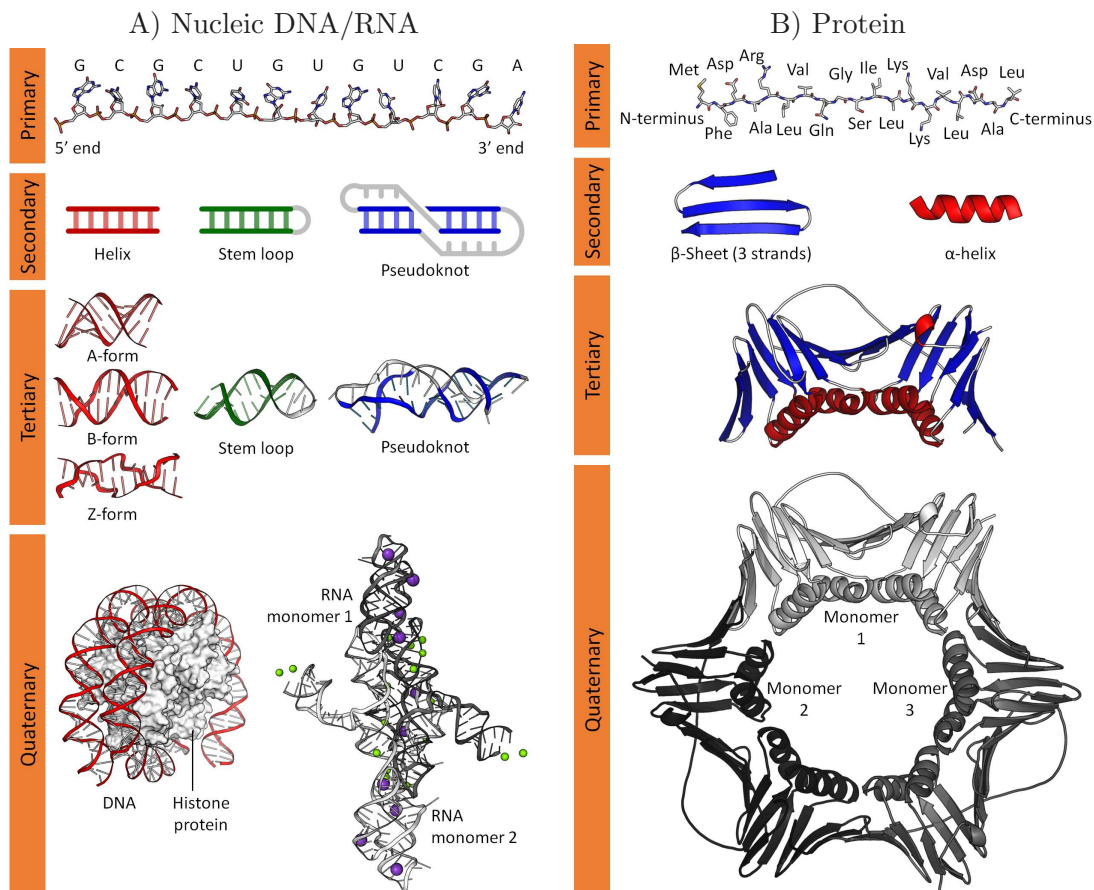 A) Nucleic DNA/RNA
Primary
G C G C U G U G U C G A
5’ end
3’ end
Secondary
Helix
Stem loop
Pseudoknot
Tertiary
A-form
B-form
Z-form
Stem loop
Pseudoknot
Quaternary
DNA
Histone
protein
RNA
monomer 1
RNA
monomer 2
B) Protein
Primary
Met Asp Arg Val Gly Ile Lys Val Asp Leu
N-terminus
C-terminus
Phe Ala Leu Gln Ser Leu Lys Leu Ala
Secondary
β-Sheet (3 strands)
α-helix
Tertiary
Quaternary
Monomer
1
Monomer
2
Monomer
3